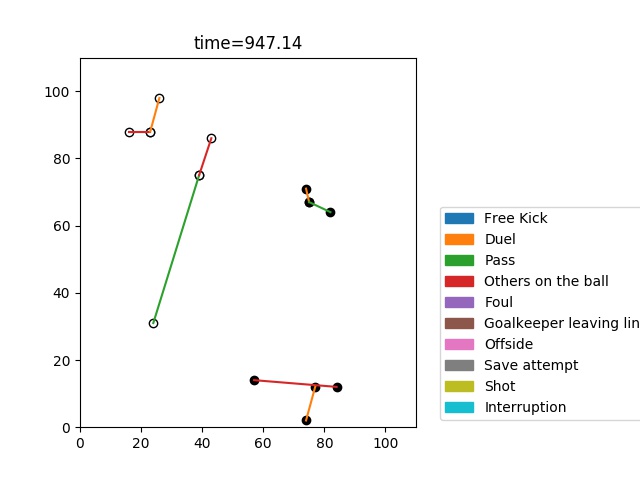 time=947.14
100
80
60
40
20
0
0 20 40 60 80 100
Free Kick
Duel
Pass
Others on the ball
Foul
Goalkeeper leaving lin
Offside
Save attempt
Shot
Interruption